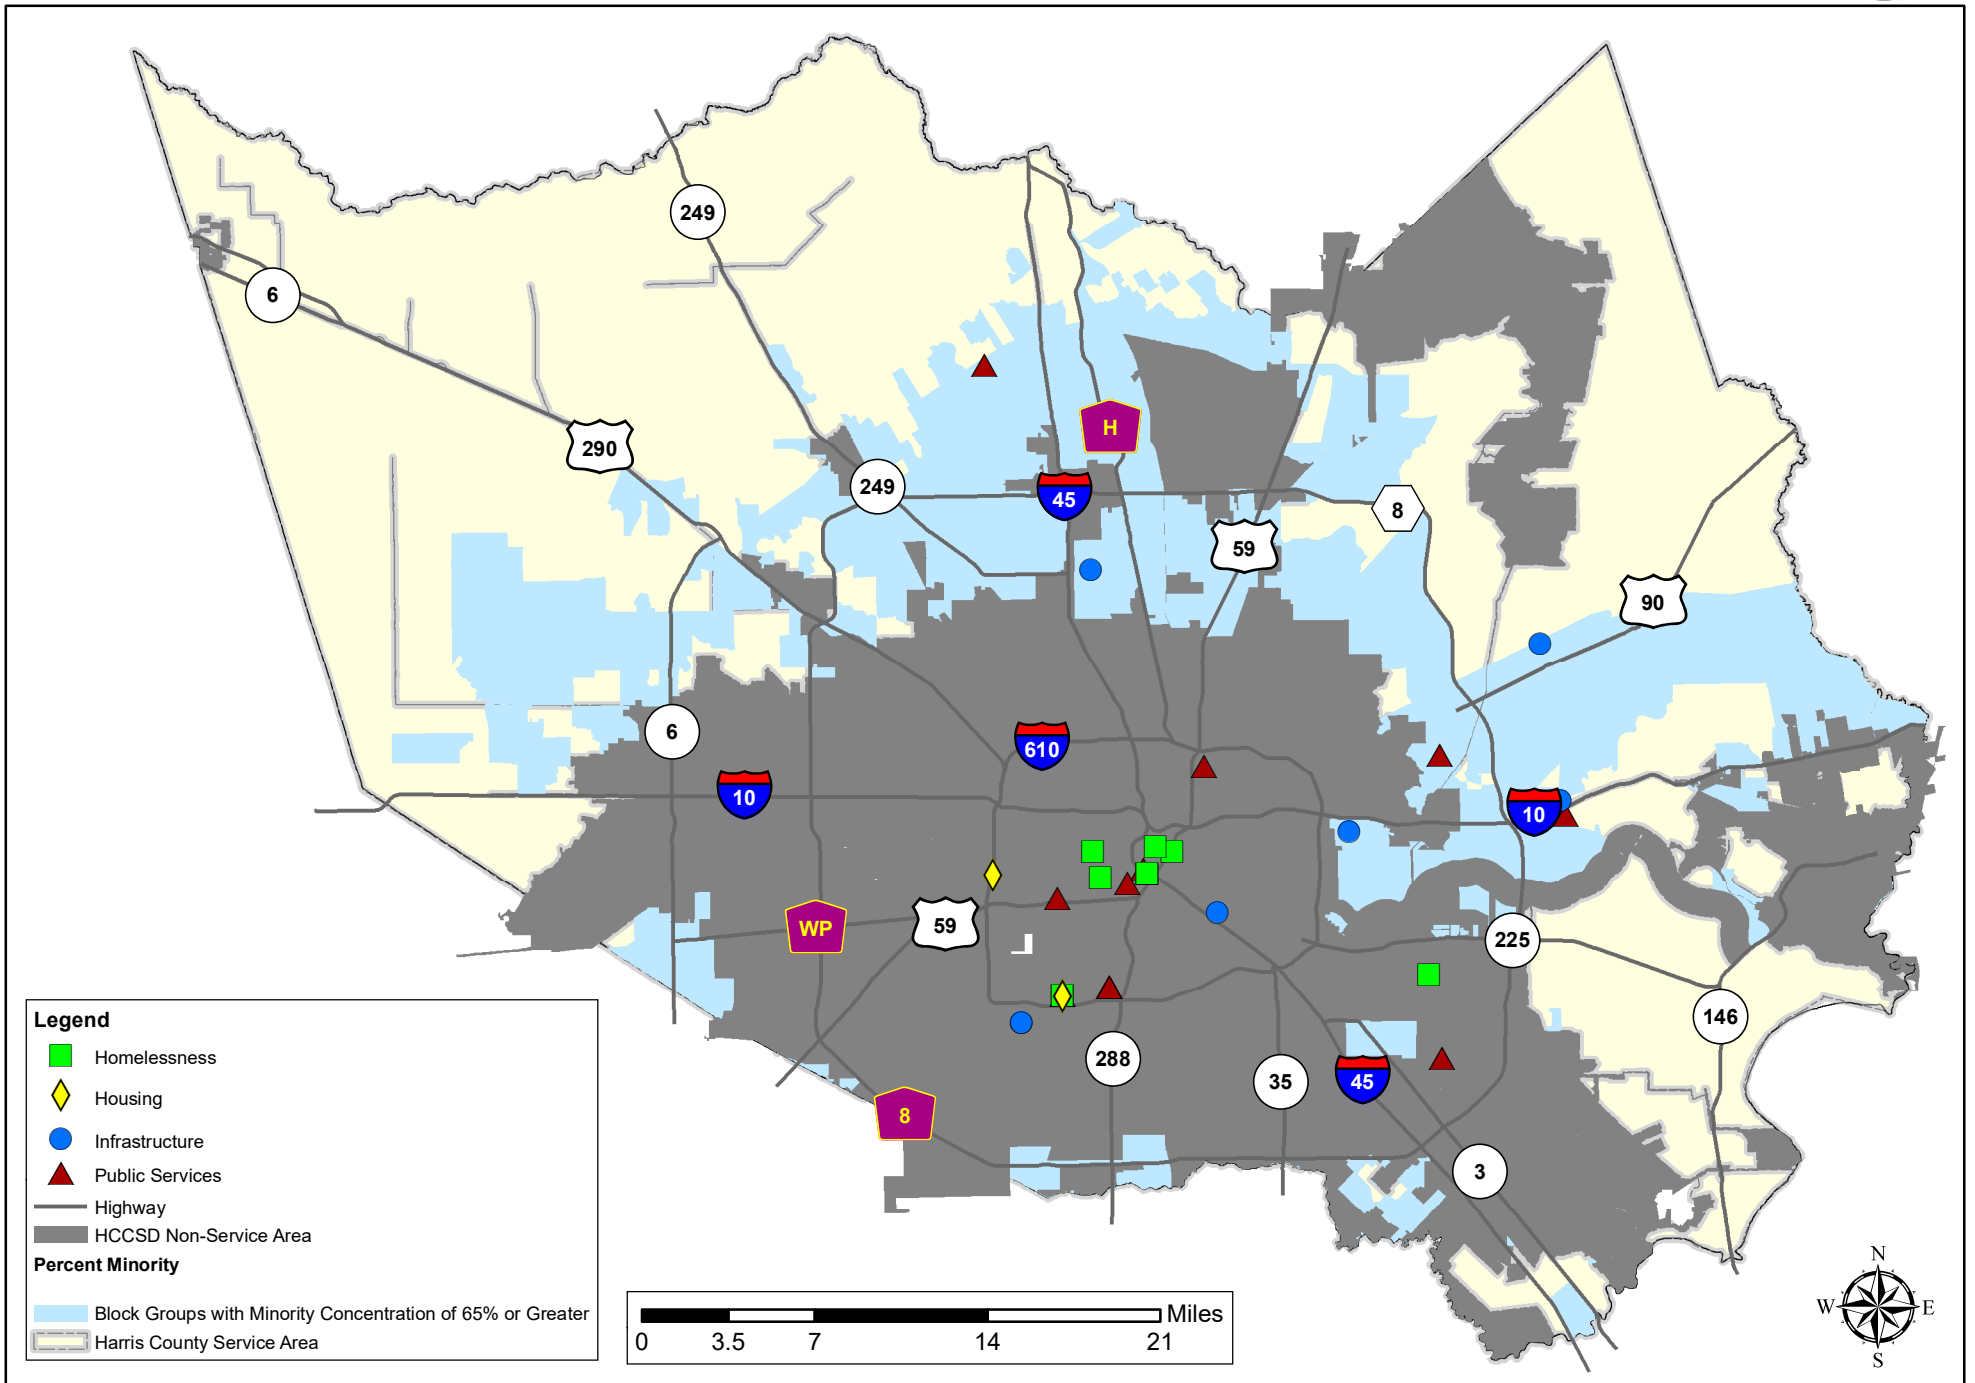 249
6
290
H
249
45
8
59
90
6
610
10
10
WP
59
225
146
288
35
45
8
3
Legend
Homelessness
Housing
Infrastructure
Public Services
Highway
HCCSD Non-Service Area
Percent Minority
Block Groups with Minority Concentration of 65% or Greater
Harris County Service Area
Miles
0 3.5 7 14 21
N
W E
S